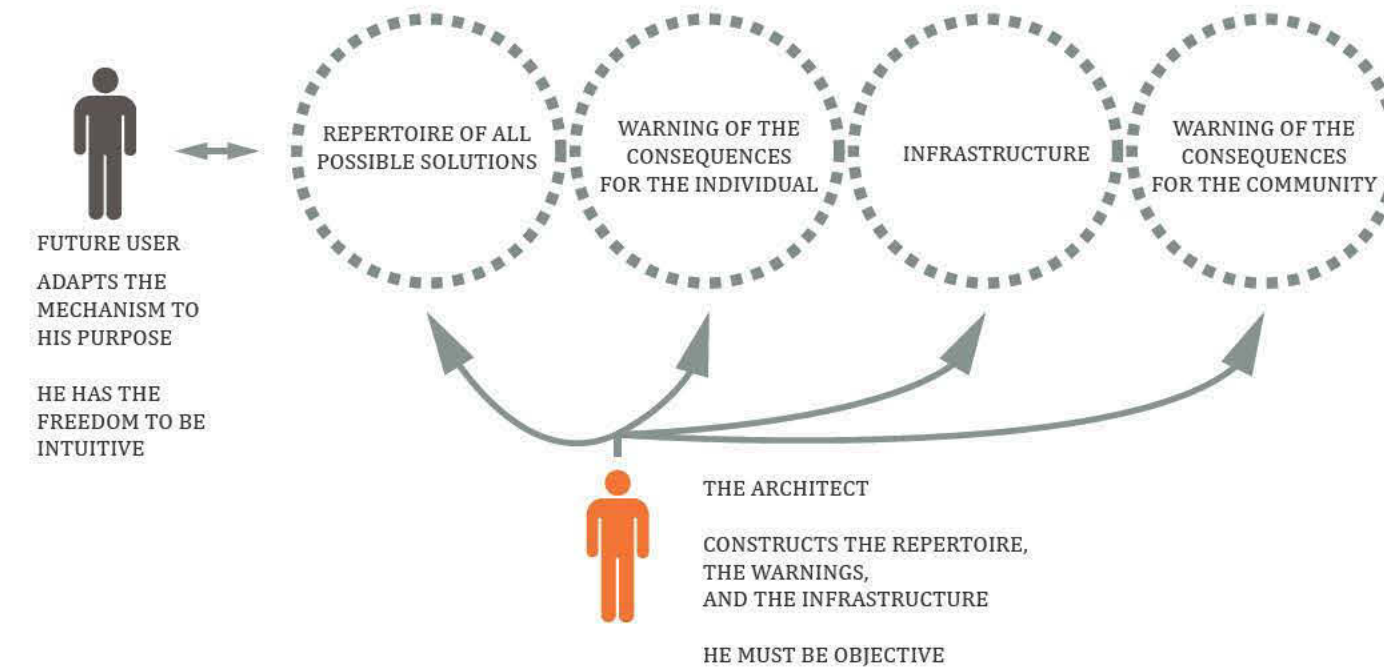 REPERTOIRE OF ALL
POSSIBLE SOLUTIONS
WARNING OF THE
CONSEQUENCES
FOR THE INDIVIDUAL
INFRASTRUCTURE
WARNING OF THE
CONSEQUENCES
FOR THE COMMUNITY
FUTURE USER
ADAPTS THE
MECHANISM TO
HIS PURPOSE
HE HAS THE
FREEDOM TO BE
INTUITIVE
THE ARCHITECT
CONSTRUCTS THE REPERTOIRE,
THE WARNINGS,
AND THE INFRASTRUCTURE
HE MUST BE OBJECTIVE